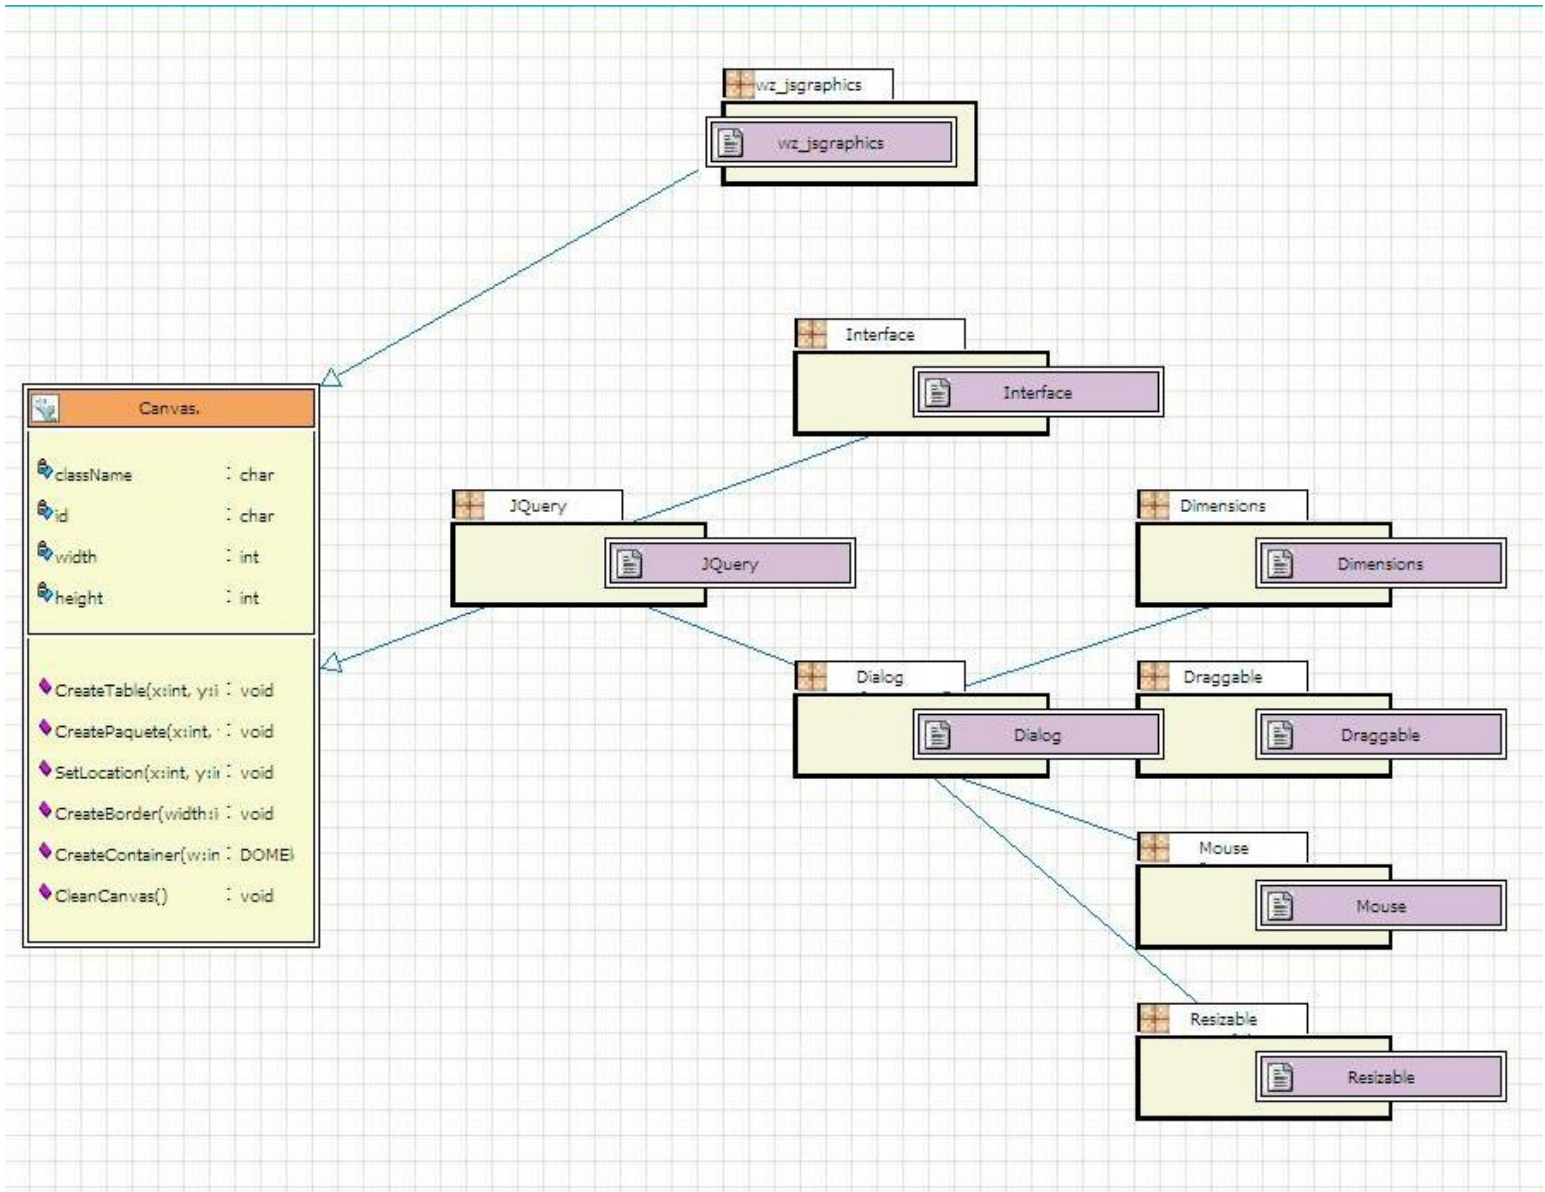 wz_jsgraphics
wz_jsgraphics
Interface
Interface
Canvas.
className : char
id : char
width : int
height : int
CreateTable(x:int, y:i : void
CreatePaquete(x:int, : void
SetLocation(x:int, y:i : void
CreateBorder(width:i : void
CreateContainer(w:in : DOME
CleanCanvas() : void
JQuery
JQuery
Dimensions
Dimensions
Dialog
Dialog
Draggable
Draggable
Mouse
Mouse
Resizable
Resizable